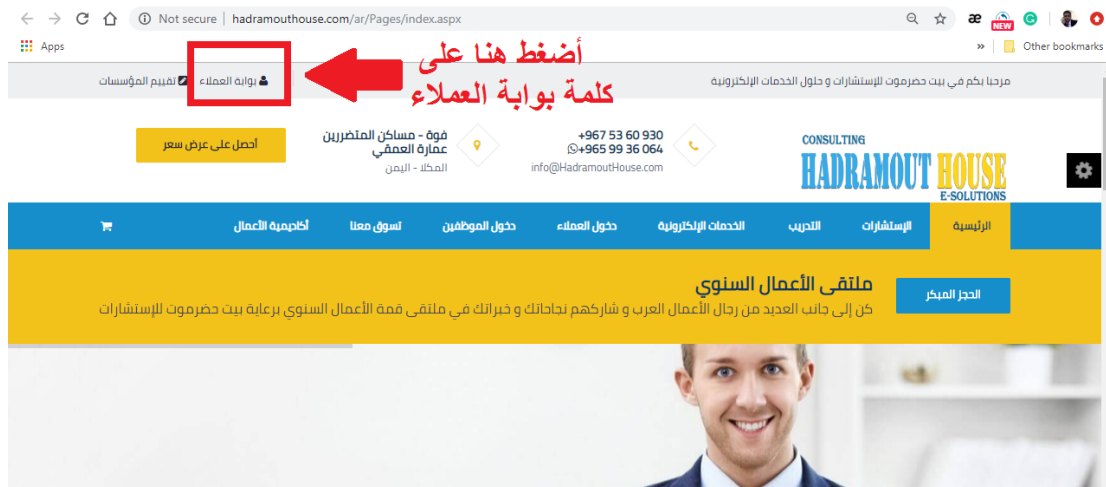 Not secure | hadramouthouse.com/ar/Pages/index.aspx
NEW
Apps
» Other bookmarks
أضغط هنا على
كلمة بوابة العملاء
مرحبا بكم في بيت حضرموت للإستشارات و حلول الخدمات الإلكترونية
بوابة العملاء
تقييم المؤسسات
CONSULTING
HADRAMOUT HOUSE
E-SOLUTIONS
+967 53 60 930
+965 99 36 064
info@HadramoutHouse.com
فوة - مساكن المتضررين
عمارة العمقي
المكلا - اليمن
أحصل على عرض سعر
الرئيسية الإستشارات التدريب الخدمات الإلكترونية دخول العملاء دخول الموظفين تسوق معنا أكاديمية الأعمال
الحجز المبكر
ملتقى الأعمال السنوي
كن إلى جانب العديد من رجال الأعمال العرب و شاركهم نجاحاتك و خبراتك في ملتقى قمة الأعمال السنوي برعاية بيت حضرموت للإستشارات